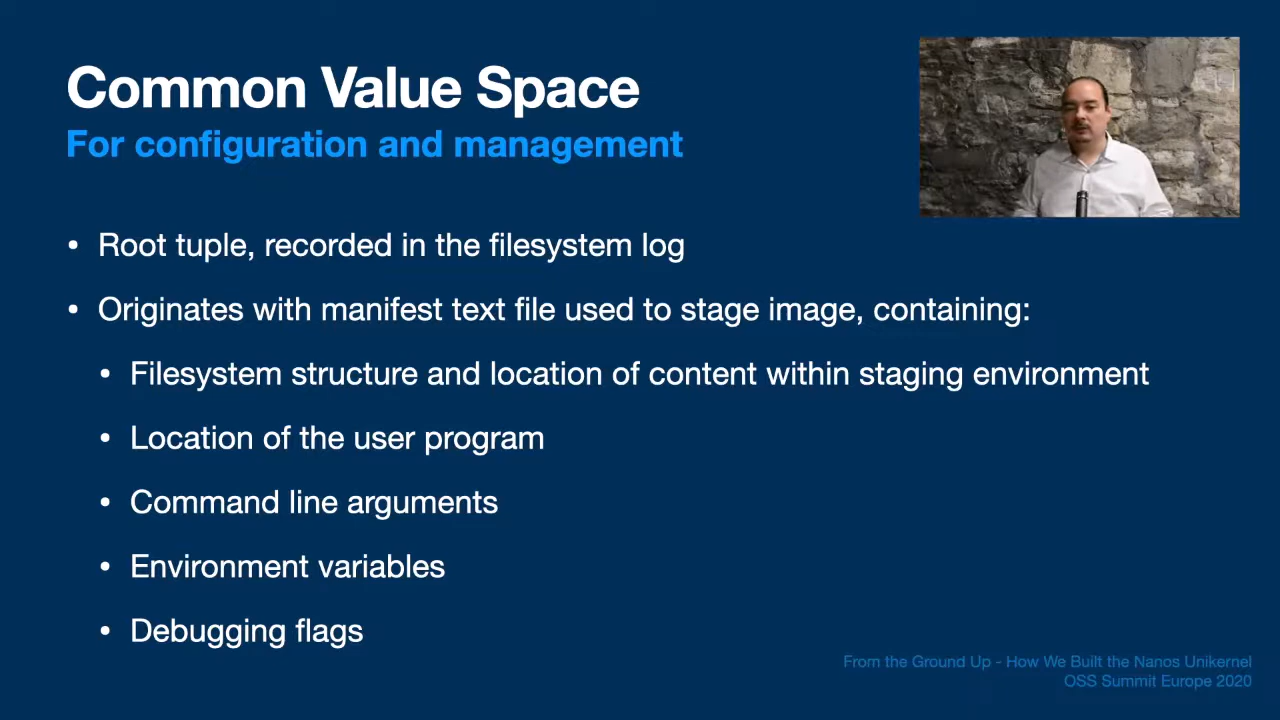 Common Value Space
For configuration and management
• Root tuple, recorded in the filesystem log
• Originates with manifest text file used to stage image, containing:
• Filesystem structure and location of content within staging environment
• Location of the user program
• Command line arguments
• Environment variables
• Debugging flags
From the Ground Up - How We Built the Nanos Unikernel
OSS Summit Europe 2020